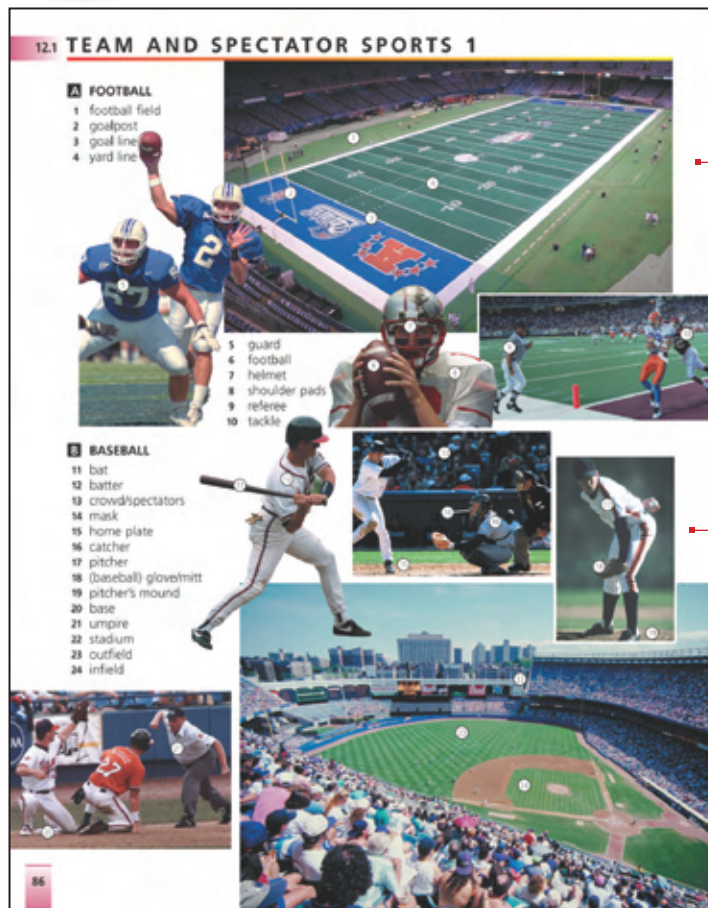 12.1 TEAM AND SPECTATOR SPORTS 1
A FOOTBALL
1 football field
2 goalpost
3 goal line
4 yard line
5 guard
6 football
7 helmet
8 shoulder pads
9 referee
10 tackle
B BASEBALL
11 bat
12 batter
13 crowd/spectators
14 mask
15 home plate
16 catcher
17 pitcher
18 (baseball) glove/mitt
19 pitcher's mound
20 base
21 umpire
22 stadium
23 outfield
24 infield
2
57
27
86